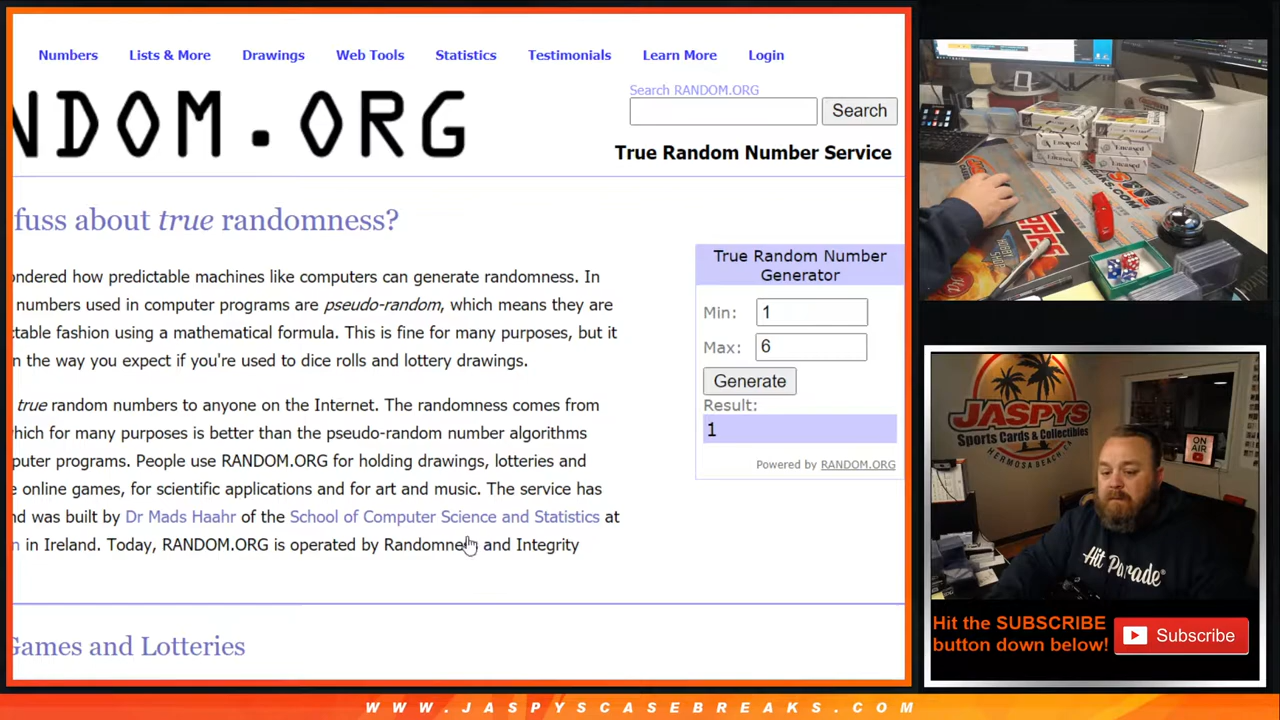 Numbers Lists & More Drawings Web Tools Statistics Testimonials Learn More Login
NDOM.ORG
Search RANDOM.ORG
Search
True Random Number Service
fuss about true randomness?
ondered how predictable machines like computers can generate randomness. In
numbers used in computer programs are pseudo-random, which means they are
ctable fashion using a mathematical formula. This is fine for many purposes, but it
n the way you expect if you're used to dice rolls and lottery drawings.
true random numbers to anyone on the Internet. The randomness comes from
which for many purposes is better than the pseudo-random number algorithms
puter programs. People use RANDOM.ORG for holding drawings, lotteries and
e online games, for scientific applications and for art and music. The service has
nd was built by Dr Mads Haahr of the School of Computer Science and Statistics at
n in Ireland. Today, RANDOM.ORG is operated by Randomness and Integrity
Games and Lotteries
True Random Number
Generator
Min: 1
Max: 6
Generate
Result:
1
Powered by RANDOM.ORG
Encased
Encased
TOPPS
HOBBY
SHOP
BREAKS.COM
JASPYS
Sports Cards & Collectibles
HERMOSA BEACH, CA
ON
AIR
Hit Parade
Hit the SUBSCRIBE
button down below!
Subscribe
WWW.JASPYSCASEBREAKS.COM